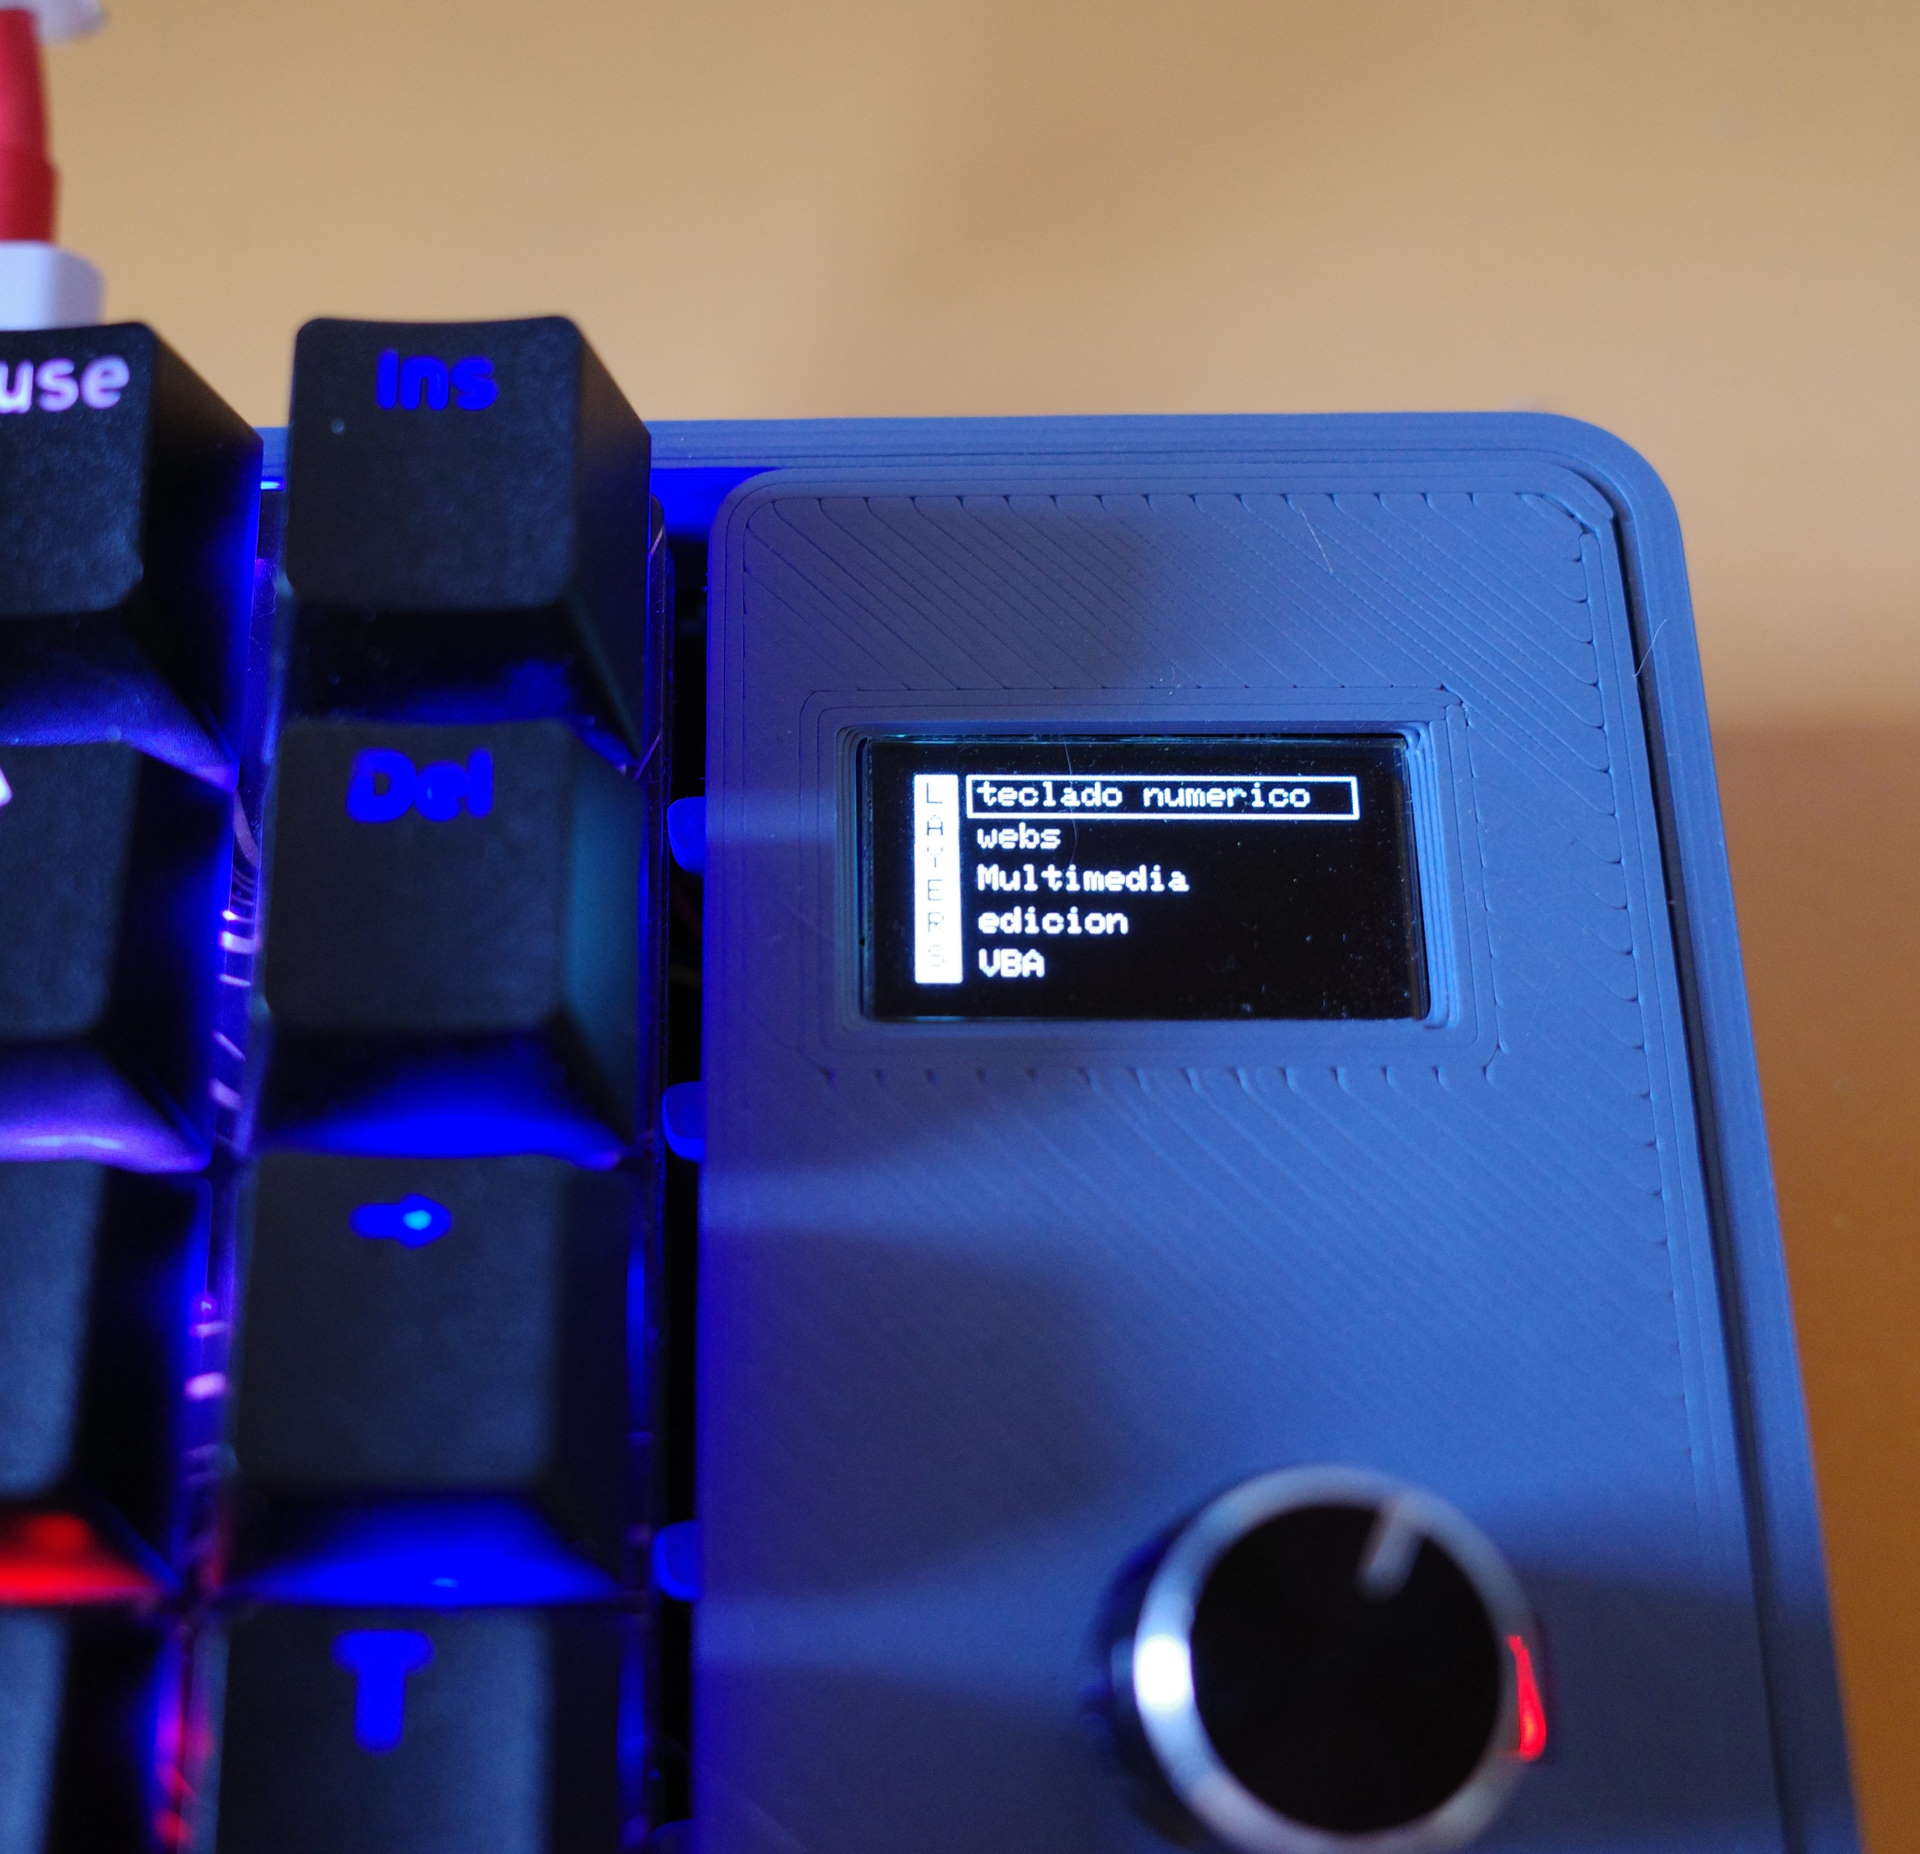 use
Ins
Del
LAYERS
teclado numerico
webs
Multimedia
edicion
VBA
T